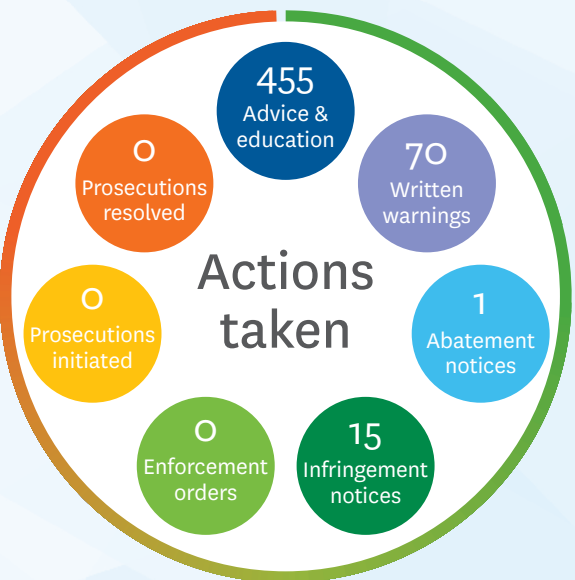 455
Advice &
education
70
Written
warnings
1
Abatement
notices
15
Infringement
notices
0
Enforcement
orders
0
Prosecutions
initiated
0
Prosecutions
resolved
Actions
taken